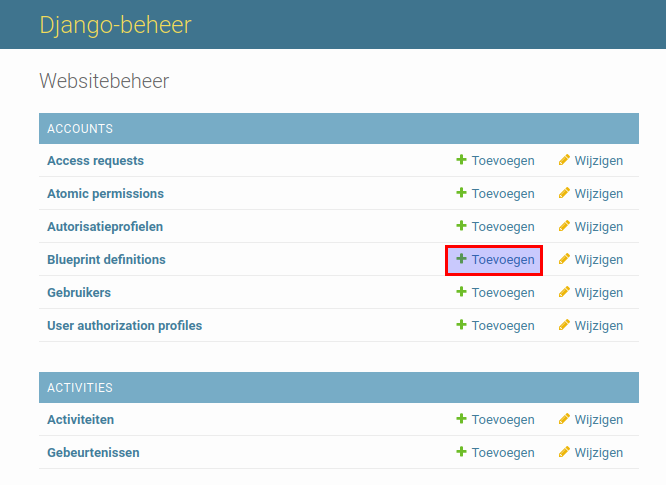 Django-beheer
Websitebeheer
ACCOUNTS
Access requests Toevoegen Wijzigen
Atomic permissions Toevoegen Wijzigen
Autorisatieprofielen Toevoegen Wijzigen
Blueprint definitions Toevoegen Wijzigen
Gebruikers Toevoegen Wijzigen
User authorization profiles Toevoegen Wijzigen
ACTIVITIES
Activiteiten Toevoegen Wijzigen
Gebeurtenissen Toevoegen Wijzigen